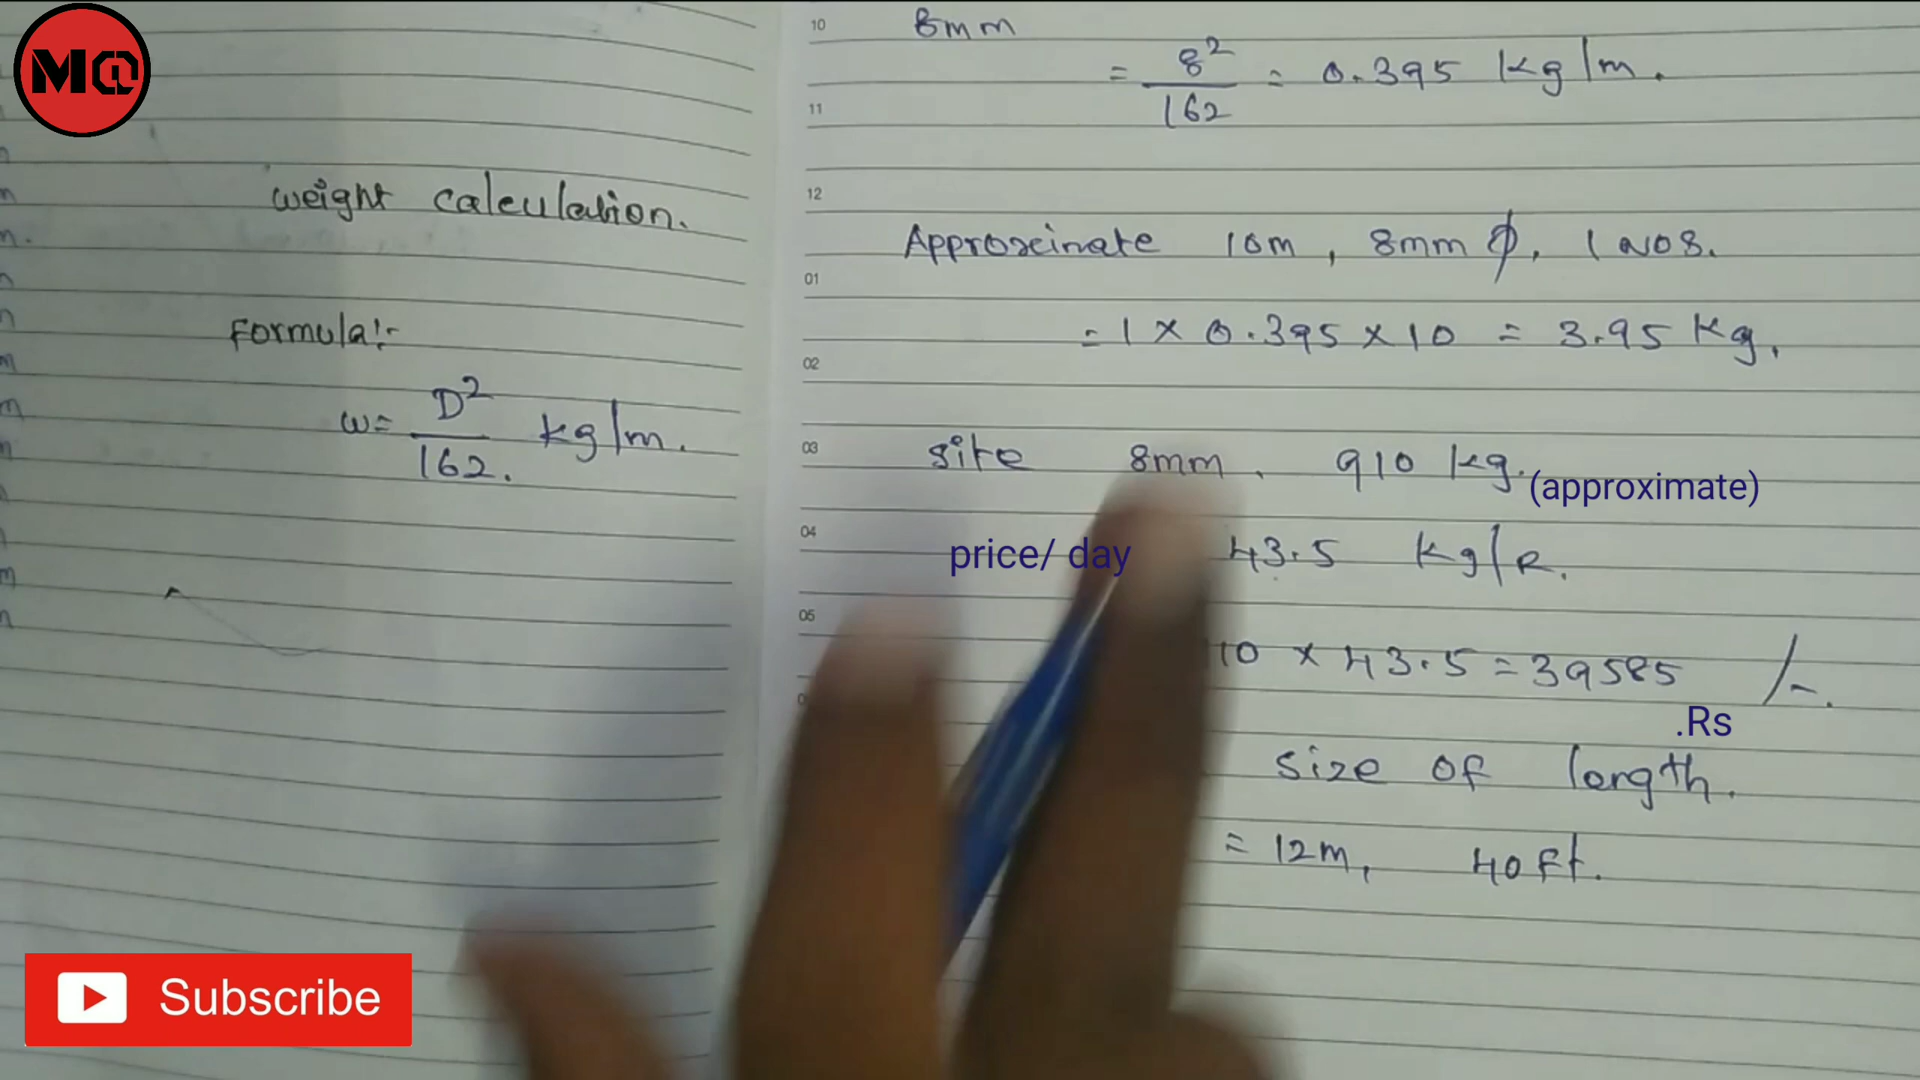 M@
weight calculation.
Formula:-
w= D²/162. kg/m.
Subscribe
10
8mm
= 8²/162 = 0.395 kg/m.
11
12
Approximate 10m, 8mm ϕ, 1 NOS.
01
= 1 × 0.395 × 10 = 3.95 Kg.
02
03
site 8mm. 910 kg.
(approximate)
04
price/ day 43.5 kg/R.
05
10 × 43.5 = 39585 /-.
.Rs
size of length.
= 12m, 40ft.